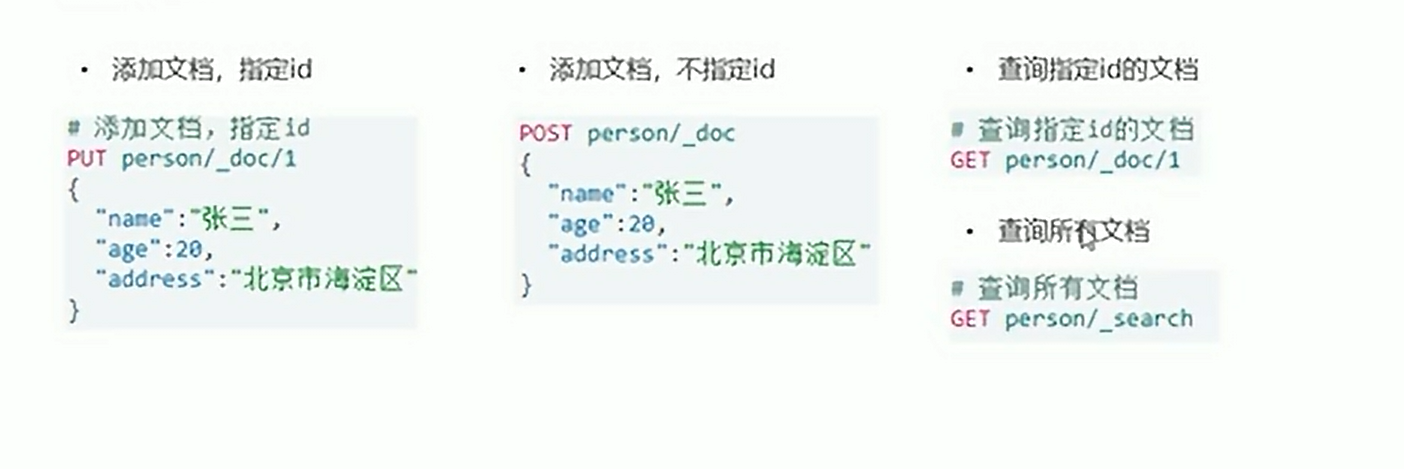 • 添加文档，指定id
# 添加文档，指定id
PUT person/_doc/1
{
  "name":"张三",
  "age":20,
  "address":"北京市海淀区"
}
• 添加文档，不指定id
POST person/_doc
{
  "name":"张三",
  "age":20,
  "address":"北京市海淀区"
}
• 查询指定id的文档
# 查询指定id的文档
GET person/_doc/1
• 查询所有文档
# 查询所有文档
GET person/_search